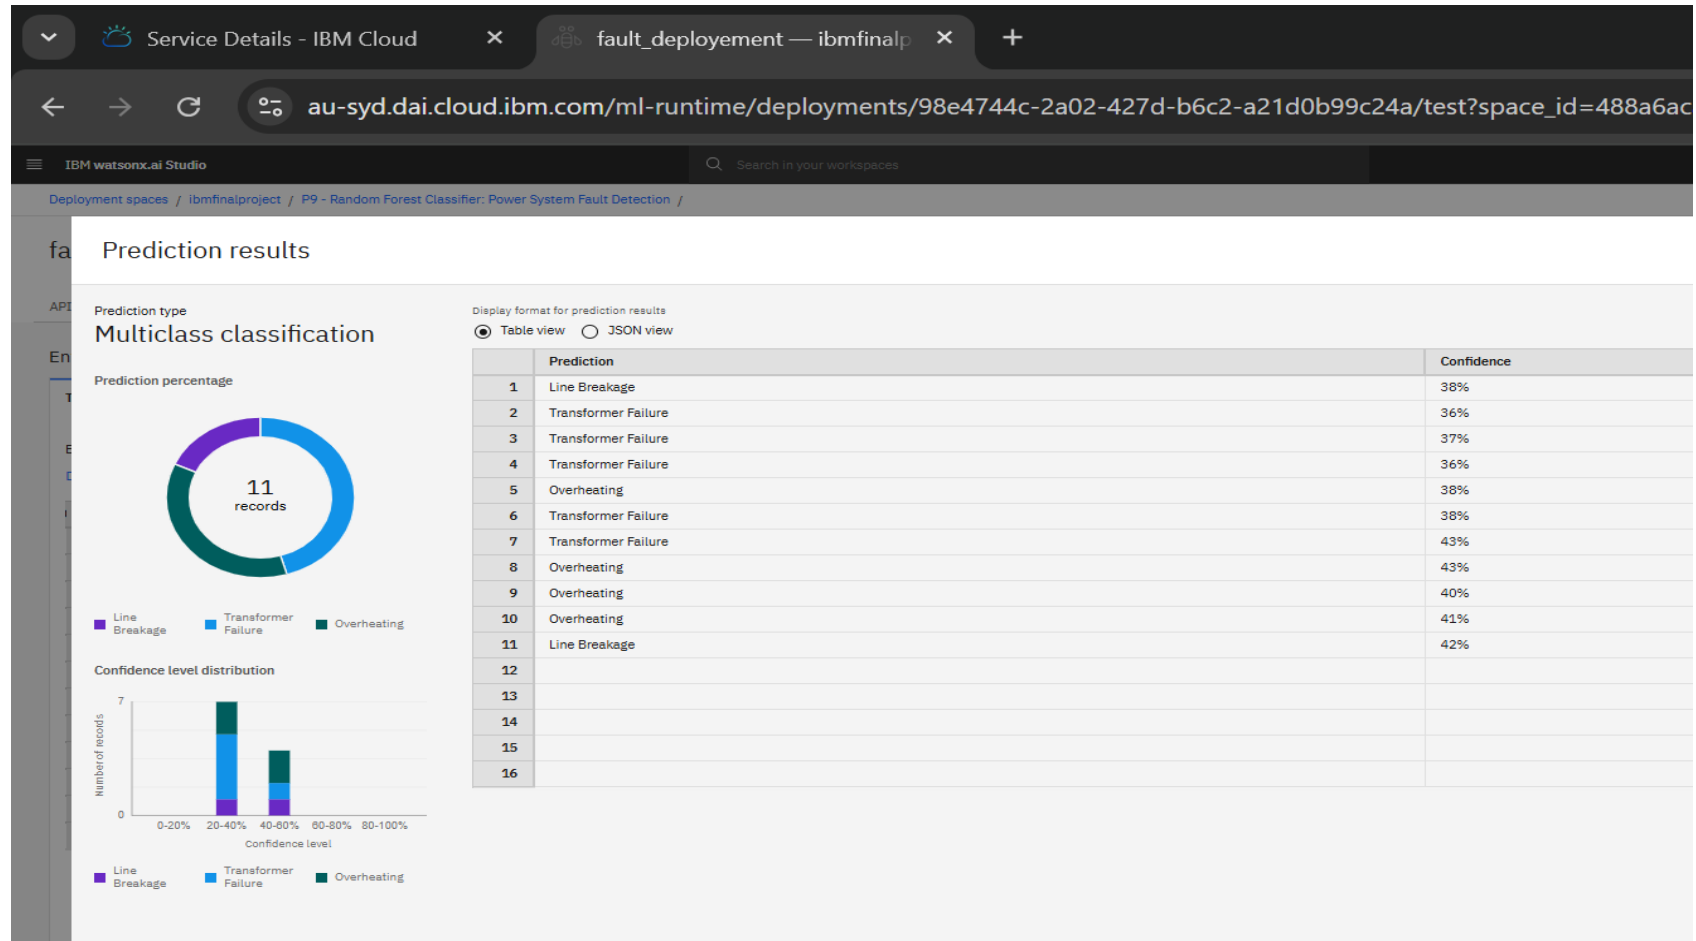 Service Details - IBM Cloud
fault_deployement — ibmfinalp
au-syd.dai.cloud.ibm.com/ml-runtime/deployments/98e4744c-2a02-427d-b6c2-a21d0b99c24a/test?space_id=488a6ac
IBM watsonx.ai Studio
Search in your workspaces
Deployment spaces / ibmfinalproject / P9 - Random Forest Classifier: Power System Fault Detection /
fa
Prediction results
API
En
T
E
Prediction type
Multiclass classification
Prediction percentage
11
records
Line Breakage
Transformer Failure
Overheating
Confidence level distribution
Number of records
7
0
0-20% 20-40% 40-60% 60-80% 80-100%
Confidence level
Line Breakage
Transformer Failure
Overheating
Display format for prediction results
Table view JSON view
Prediction Confidence
1 Line Breakage 38%
2 Transformer Failure 36%
3 Transformer Failure 37%
4 Transformer Failure 36%
5 Overheating 38%
6 Transformer Failure 38%
7 Transformer Failure 43%
8 Overheating 43%
9 Overheating 40%
10 Overheating 41%
11 Line Breakage 42%
12
13
14
15
16